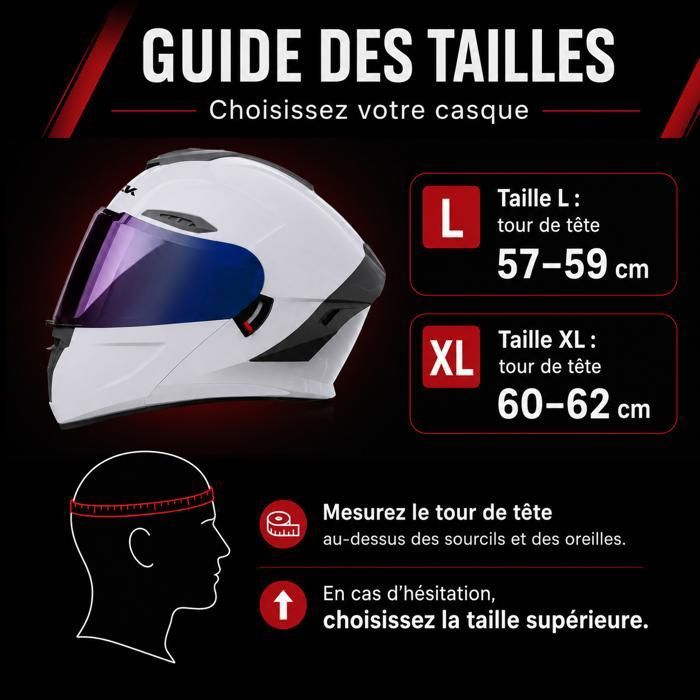 GUIDE DES TAILLES
Choisissez votre casque
L
Taille L :
tour de tête
57–59 cm
XL
Taille XL :
tour de tête
60–62 cm
Mesurez le tour de tête
au-dessus des sourcils et des oreilles.
En cas d’hésitation,
choisissez la taille supérieure.